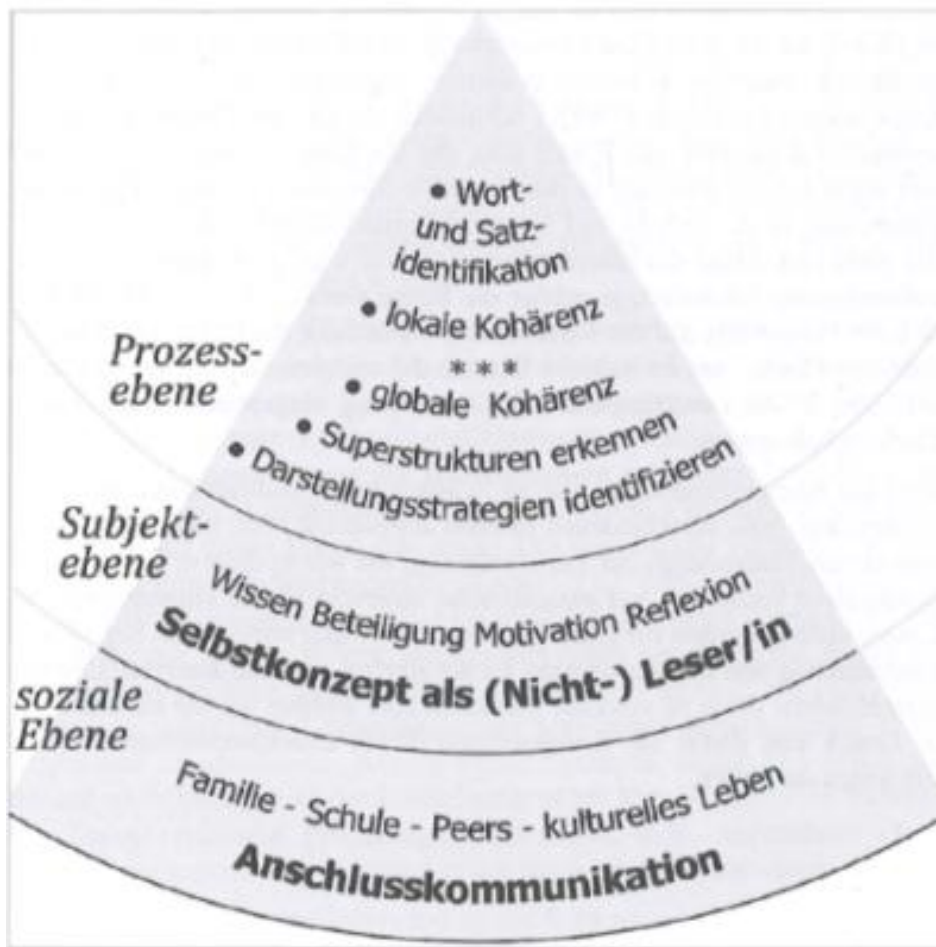 • Wort-
und Satz-
identifikation
• lokale Kohärenz
* * *
• globale Kohärenz
• Superstrukturen erkennen
• Darstellungsstrategien identifizieren
Prozess-
ebene
Wissen Beteiligung Motivation Reflexion
Selbstkonzept als (Nicht-) Leser/in
Subjekt-
ebene
Familie - Schule - Peers - kulturelles Leben
Anschlusskommunikation
soziale
Ebene